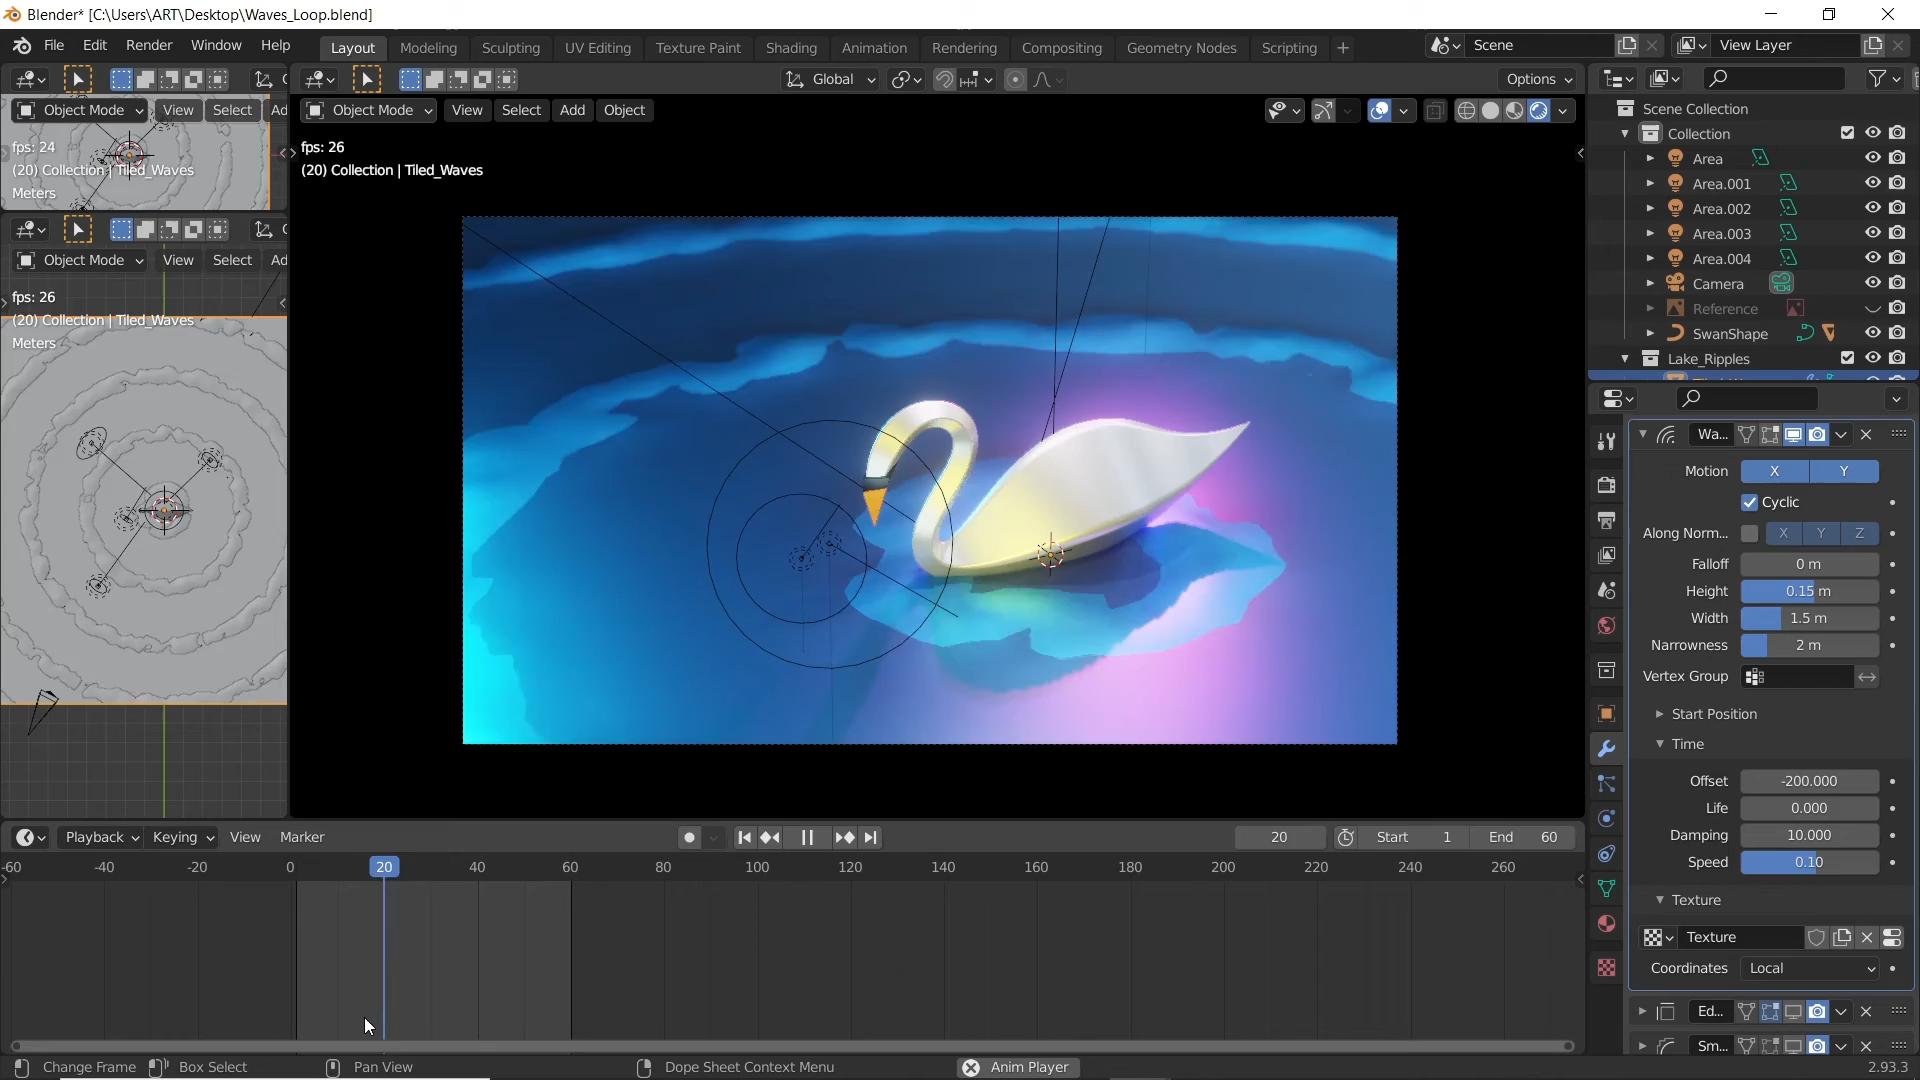 Blender* [C:\Users\ART\Desktop\Waves_Loop.blend]
File Edit Render Window Help
Layout Modeling Sculpting UV Editing Texture Paint Shading Animation Rendering Compositing Geometry Nodes Scripting
Scene
View Layer
Global
Options
Object Mode View Select
Object Mode View Select Add Object
fps: 24
(20) Collection | Tiled_Waves
Meters
fps: 26
(20) Collection | Tiled_Waves
Object Mode View Select
fps: 26
(20) Collection | Tiled_Waves
Meters
Scene Collection
Collection
Area
Area.001
Area.002
Area.003
Area.004
Camera
Reference
SwanShape
Lake_Ripples
Wa...
Motion X Y
Cyclic
Along Norm... X Y Z
Falloff 0 m
Height 0.15 m
Width 1.5 m
Narrowness 2 m
Vertex Group
Start Position
Time
Offset -200.000
Life 0.000
Damping 10.000
Speed 0.10
Texture
Texture
Coordinates Local
Ed...
Sm...
Playback Keying View Marker
20 Start 1 End 60
-60 -40 -20 0 20 40 60 80 100 120 140 160 180 200 220 240 260
Change Frame Box Select Pan View Dope Sheet Context Menu Anim Player 2.93.3